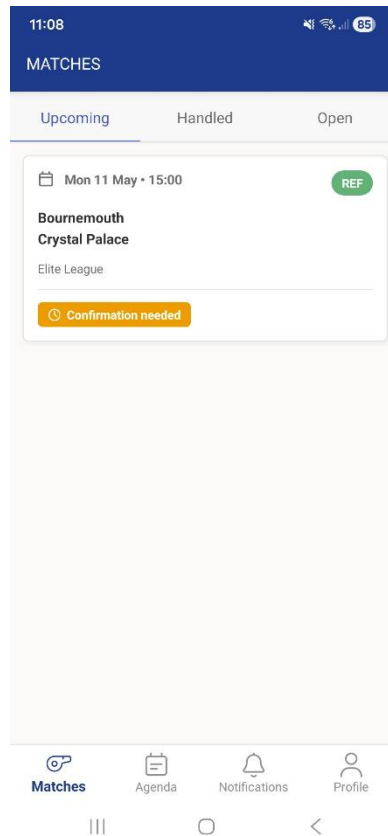 11:08
85
MATCHES
Upcoming Handled Open
Mon 11 May • 15:00 REF
Bournemouth
Crystal Palace
Elite League
Confirmation needed
Matches Agenda Notifications Profile